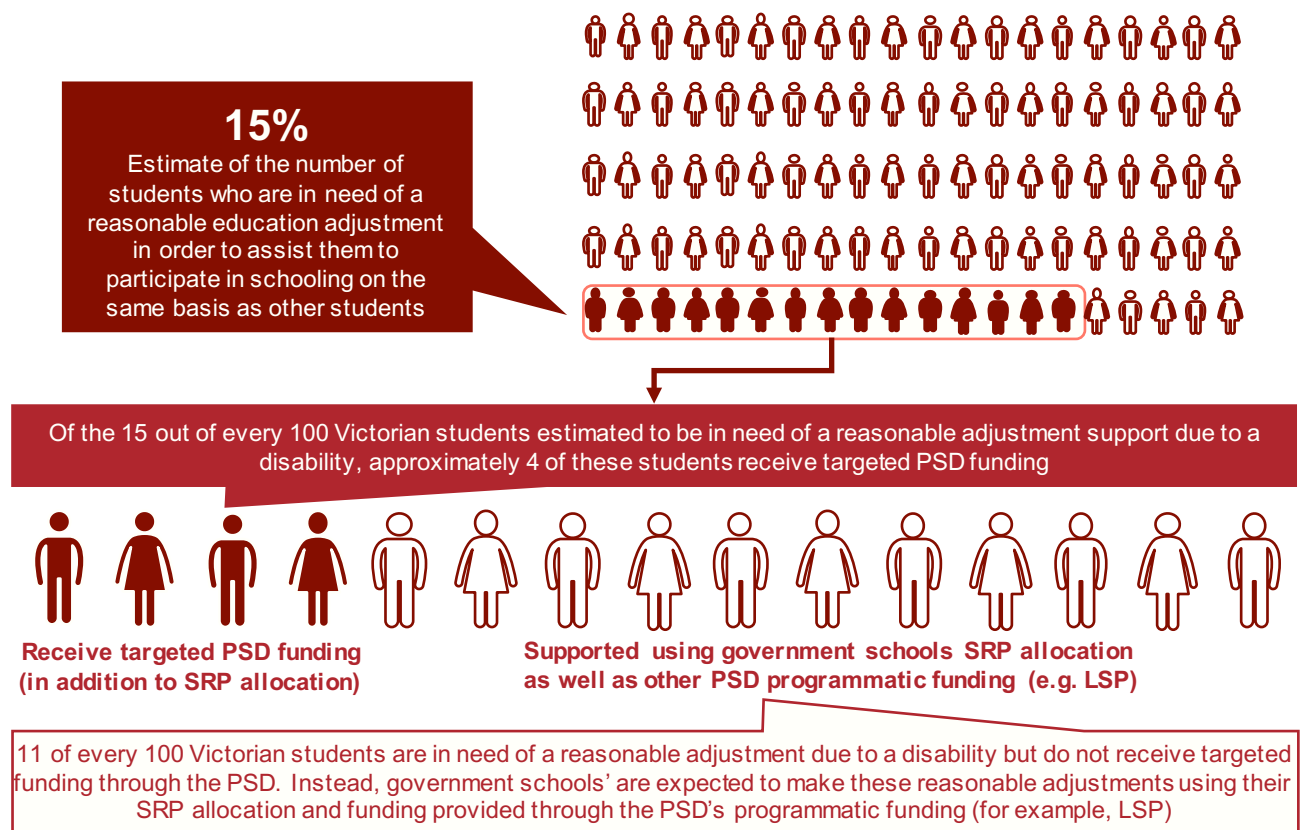 15%
Estimate of the number of
students who are in need of a
reasonable education adjustment
in order to assist them to
participate in schooling on the
same basis as other students
Of the 15 out of every 100 Victorian students estimated to be in need of a reasonable adjustment support due to a
disability, approximately 4 of these students receive targeted PSD funding
Receive targeted PSD funding
(in addition to SRP allocation)
Supported using government schools SRP allocation
as well as other PSD programmatic funding (e.g. LSP)
11 of every 100 Victorian students are in need of a reasonable adjustment due to a disability but do not receive targeted
funding through the PSD. Instead, government schools' are expected to make these reasonable adjustments using their
SRP allocation and funding provided through the PSD's programmatic funding (for example, LSP)